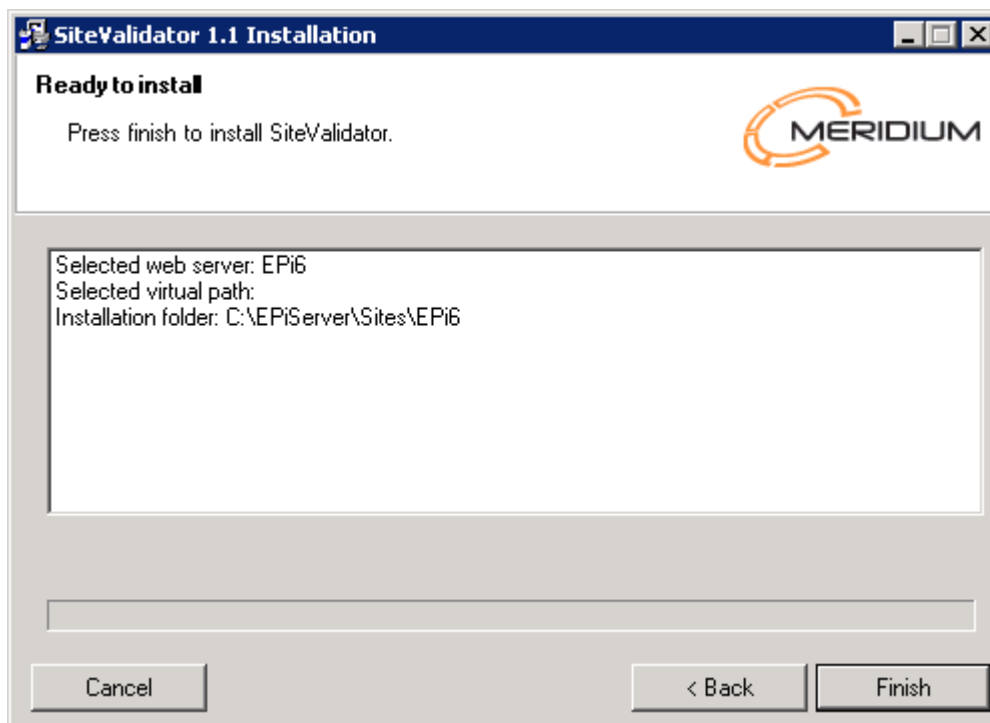 SiteValidator 1.1 Installation
Ready to install
Press finish to install SiteValidator.
MERIDIUM
Selected web server: EPi6
Selected virtual path:
Installation folder: C:\EPiServer\Sites\EPi6
Cancel
< Back
Finish